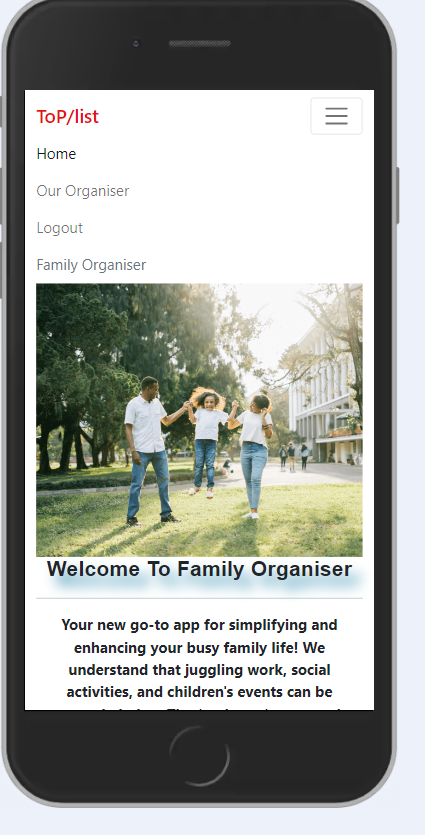 ToP/list
Home
Our Organiser
Logout
Family Organiser
Welcome To Family Organiser
Your new go-to app for simplifying and
enhancing your busy family life! We
understand that juggling work, social
activities, and children's events can be